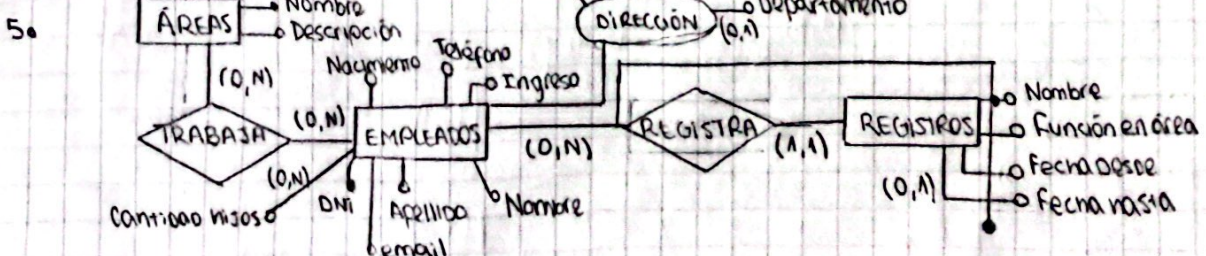 5.
ÁREAS
Nombre
Descripción
(0,N)
TRABAJA
(0,N)
(0,N)
Cantidad hijos
EMPLEADOS
Nacimiento
Teléfono
Ingreso
DNI
Apellido
Nombre
email
DIRECCIÓN
Departamento
(0,1)
(0,N)
REGISTRA
(1,1)
REGISTROS
Nombre
Función en área
Fecha Desde
(0,1)
Fecha hasta